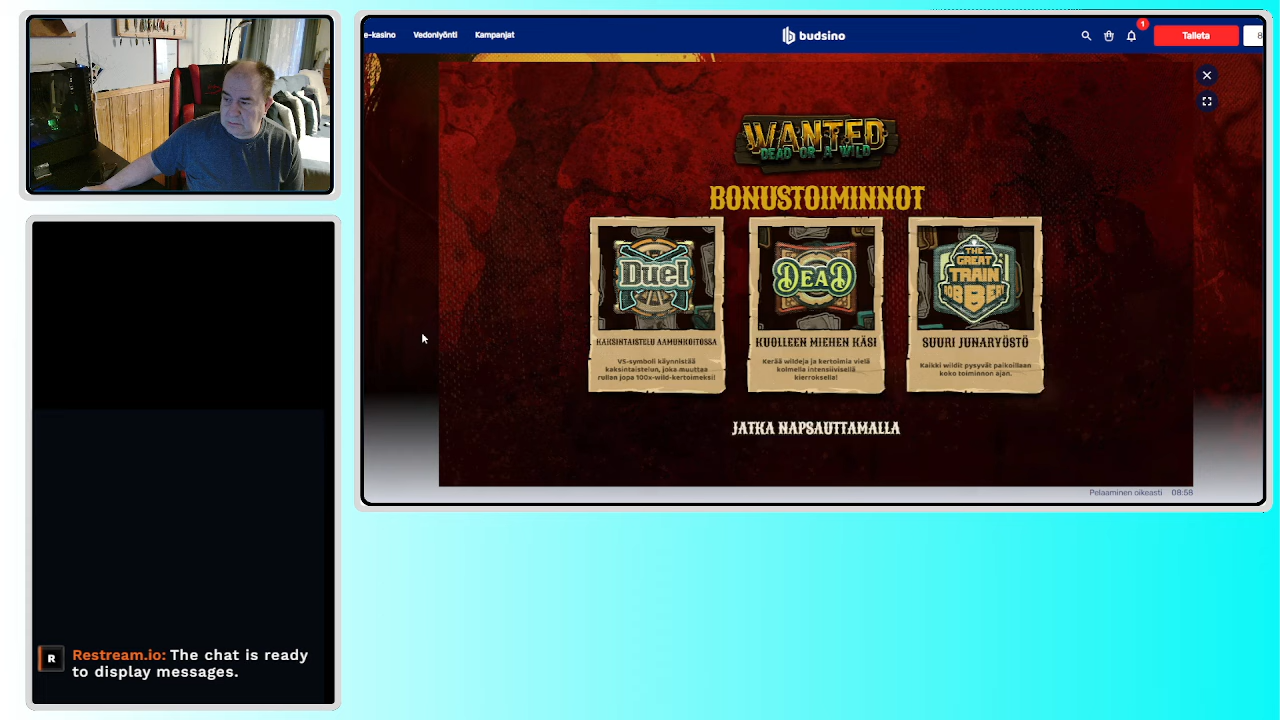 e-kasino Vedonlyönti Kampanjat
budsino
1
Talleta
8
WANTED
DEAD OR A WILD
BONUSTOIMINNOT
Duel
KAKSINTAISTELU AAMUNKOITOSSA
VS-symboli käynnistää
kaksintaistelun, joka muuttaa
rullan jopa 100x-wild-kertoimeksi!
DEAD
KUOLLEEN MIEHEN KÄSI
Kerää wildejä ja kertoimia vielä
kolmella intensiivisellä
kierroksella!
THE
GREAT
TRAIN
ROBBERY
SUURI JUNARYÖSTÖ
Kaikki wildit pysyvät paikoillaan
koko toiminnon ajan.
JATKA NAPSAUTTAMALLA
Pelaaminen oikeasti 08:58
R
Restream.io: The chat is ready
to display messages.